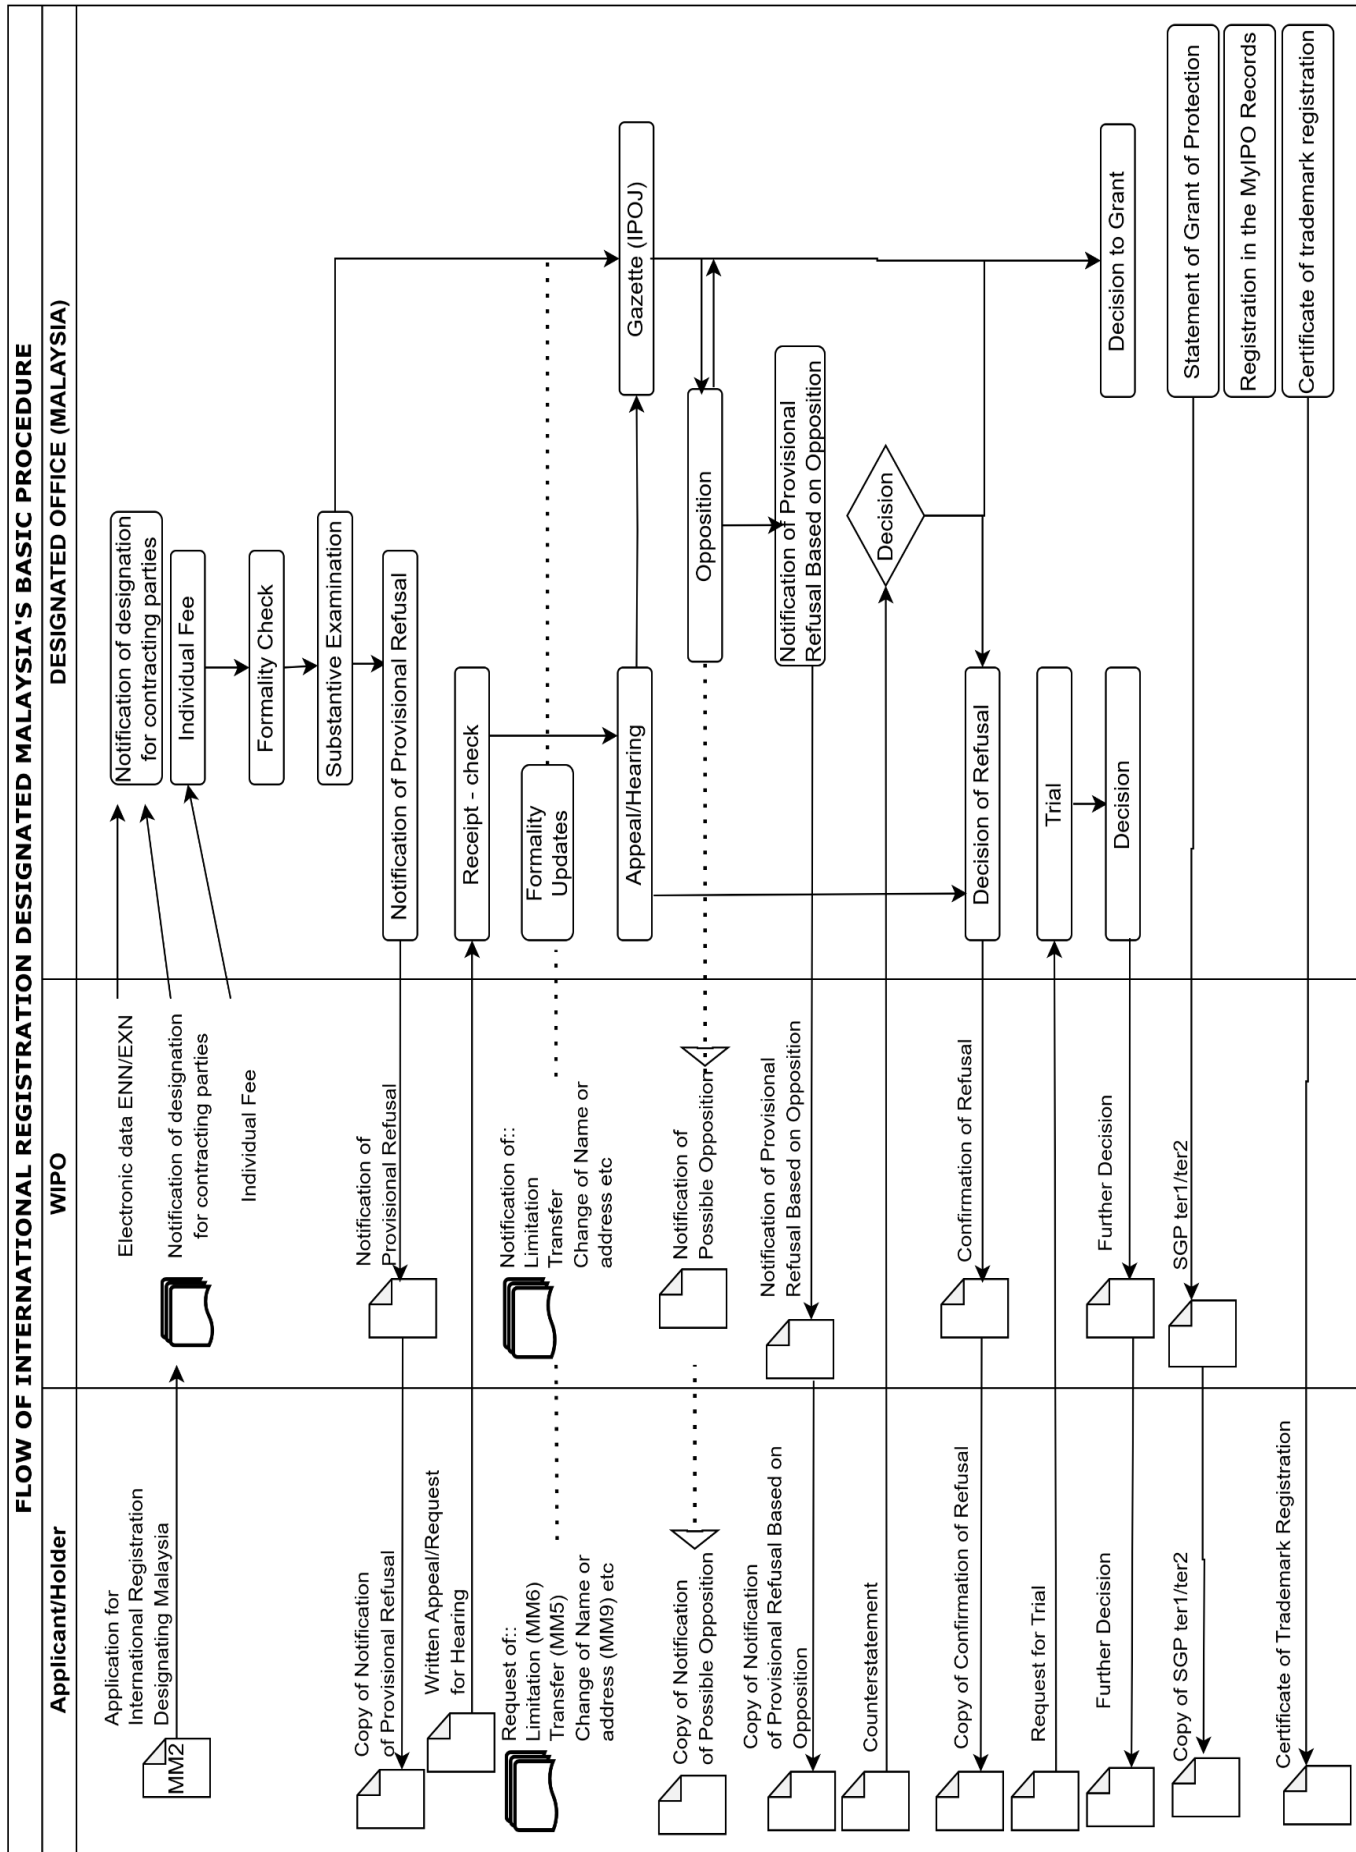 FLOW OF INTERNATIONAL REGISTRATION DESIGNATED MALAYSIA'S BASIC PROCEDURE
Applicant/Holder
WIPO
DESIGNATED OFFICE (MALAYSIA)
Application for
International Registration
Designating Malaysia
MM2
Electronic data ENN/EXN
Notification of designation
for contracting parties
Individual Fee
Notification of designation
for contracting parties
Individual Fee
Formality Check
Substantive Examination
Notification of Provisional Refusal
Notification of
Provisional Refusal
Copy of Notification
of Provisional Refusal
Written Appeal/Request
for Hearing
Receipt - check
Request of::
Limitation (MM6)
Transfer (MM5)
Change of Name or
address (MM9) etc
Notification of::
Limitation
Transfer
Change of Name or
address etc
Formality
Updates
Appeal/Hearing
Gazette (IPOJ)
Opposition
Notification of
Possible Opposition
Copy of Notification
of Possible Opposition
Notification of Provisional
Refusal Based on Opposition
Notification of Provisional
Refusal Based on Opposition
Copy of Notification
of Provisional Refusal Based on
Opposition
Counterstatement
Decision
Decision of Refusal
Confirmation of Refusal
Copy of Confirmation of Refusal
Request for Trial
Trial
Decision
Further Decision
Further Decision
Decision to Grant
Statement of Grant of Protection
SGP ter1/ter2
Copy of SGP ter1/ter2
Registration in the MyIPO Records
Certificate of trademark registration
Certificate of Trademark Registration